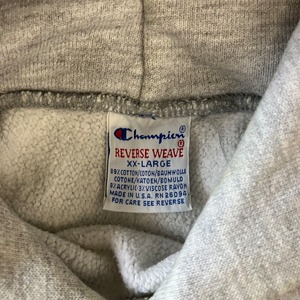 Champion®
REVERSE WEAVE®
XX-LARGE
89% COTTON/COTON/BAUMWOLLE
COTONE/KATOEN/BOMULD
8% ACRYLIC-3% VISCOSE RAYON
MADE IN U.S.A. RN 26094
FOR CARE SEE REVERSE